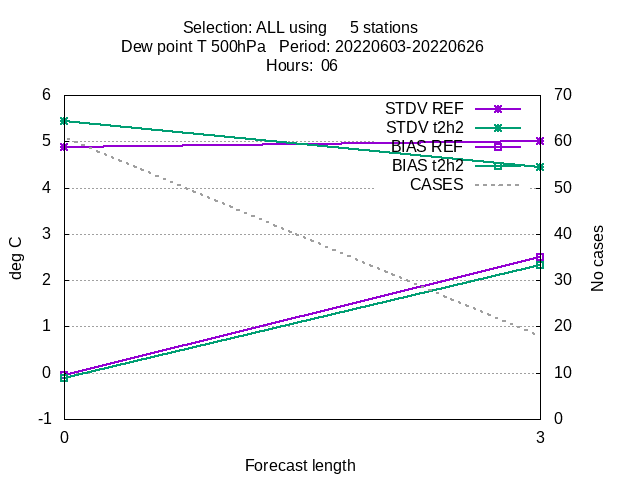 Selection: ALL using 5 stations
Dew point T 500hPa Period: 20220603-20220626
Hours: 06
6 70
STDV REF
STDV t2h2
5 BIAS REF 60
BIAS t2h2
4 CASES 50
3 40
deg C No cases
2 30
1 20
0 10
-1 0
0 3
Forecast length